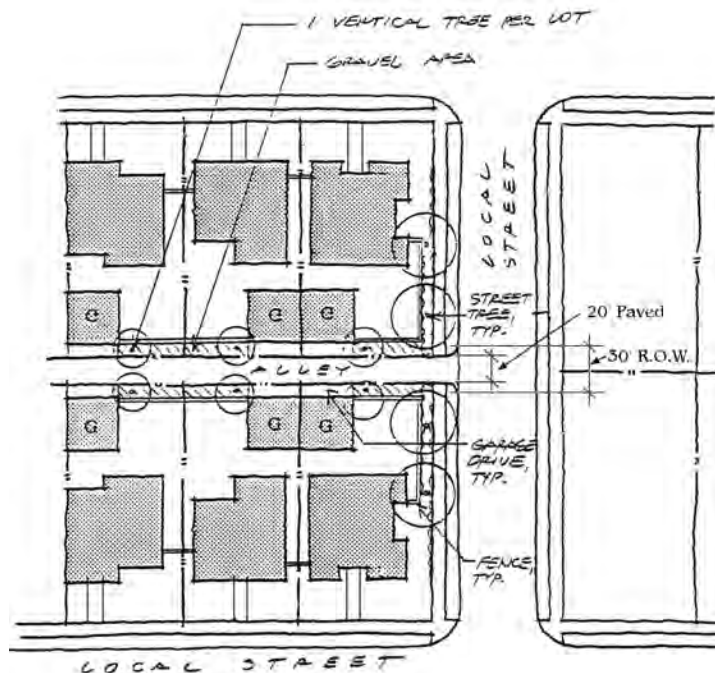 1 VERTICAL TREE PER LOT
GRAVEL AREA
LOCAL
STREET
STREET
TREE,
TYP.
20' Paved
30' R.O.W.
G
G
G
ALLEY
G
G
G
GARAGE
DRIVE,
TYP.
FENCE,
TYP.
LOCAL STREET